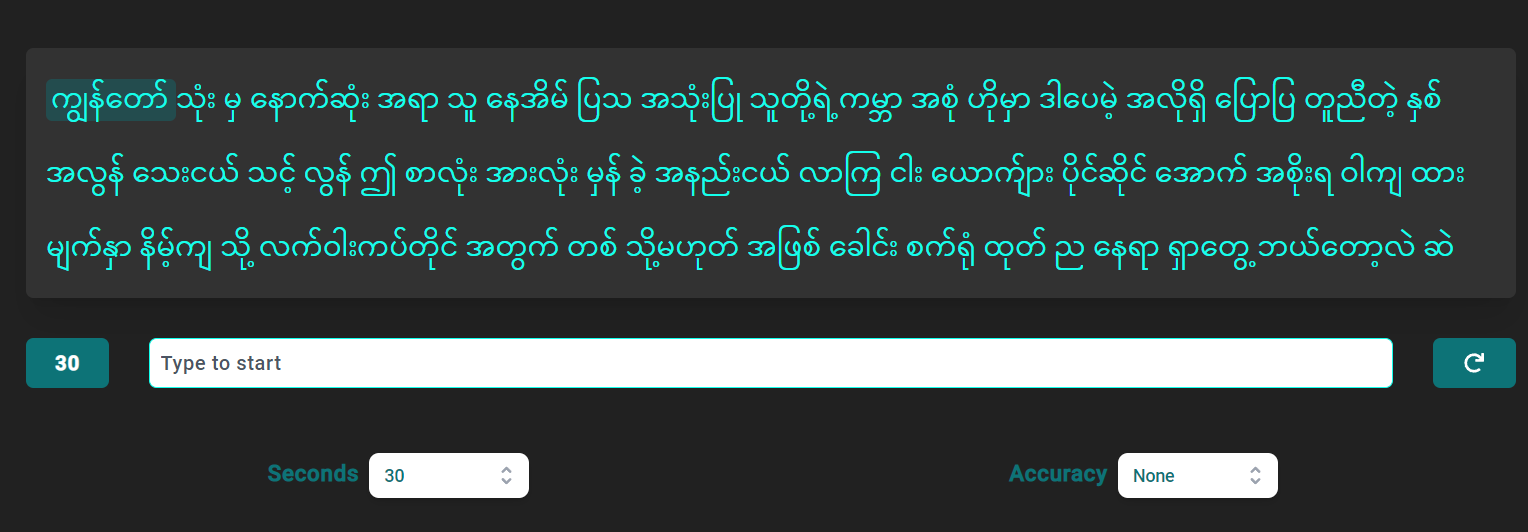 ကျွန်တော် သုံး မှ နောက်ဆုံး အရာ သူ နေအိမ် ပြသ အသုံးပြု သူတို့ရဲ့ ကမ္ဘာ အစုံ ဟိုမှာ ဒါပေမဲ့ အလိုရှိ ပြောပြ တူညီတဲ့ နှစ်
အလွန် သေးငယ် သင့် လွန် ဤ စာလုံး အားလုံး မှန် ခဲ့ အနည်းငယ် လာကြ ငါး ယောက်ျား ပိုင်ဆိုင် အောက် အစိုးရ ဝါကျ ထား
မျက်နှာ နိမ့်ကျ သို့ လက်ဝါးကပ်တိုင် အတွက် တစ် သို့မဟုတ် အဖြစ် ခေါင်း စက်ရုံ ထုတ် ည နေရာ ရှာတွေ့ ဘယ်တော့လဲ ဆဲ
30 Type to start
Seconds 30 Accuracy None